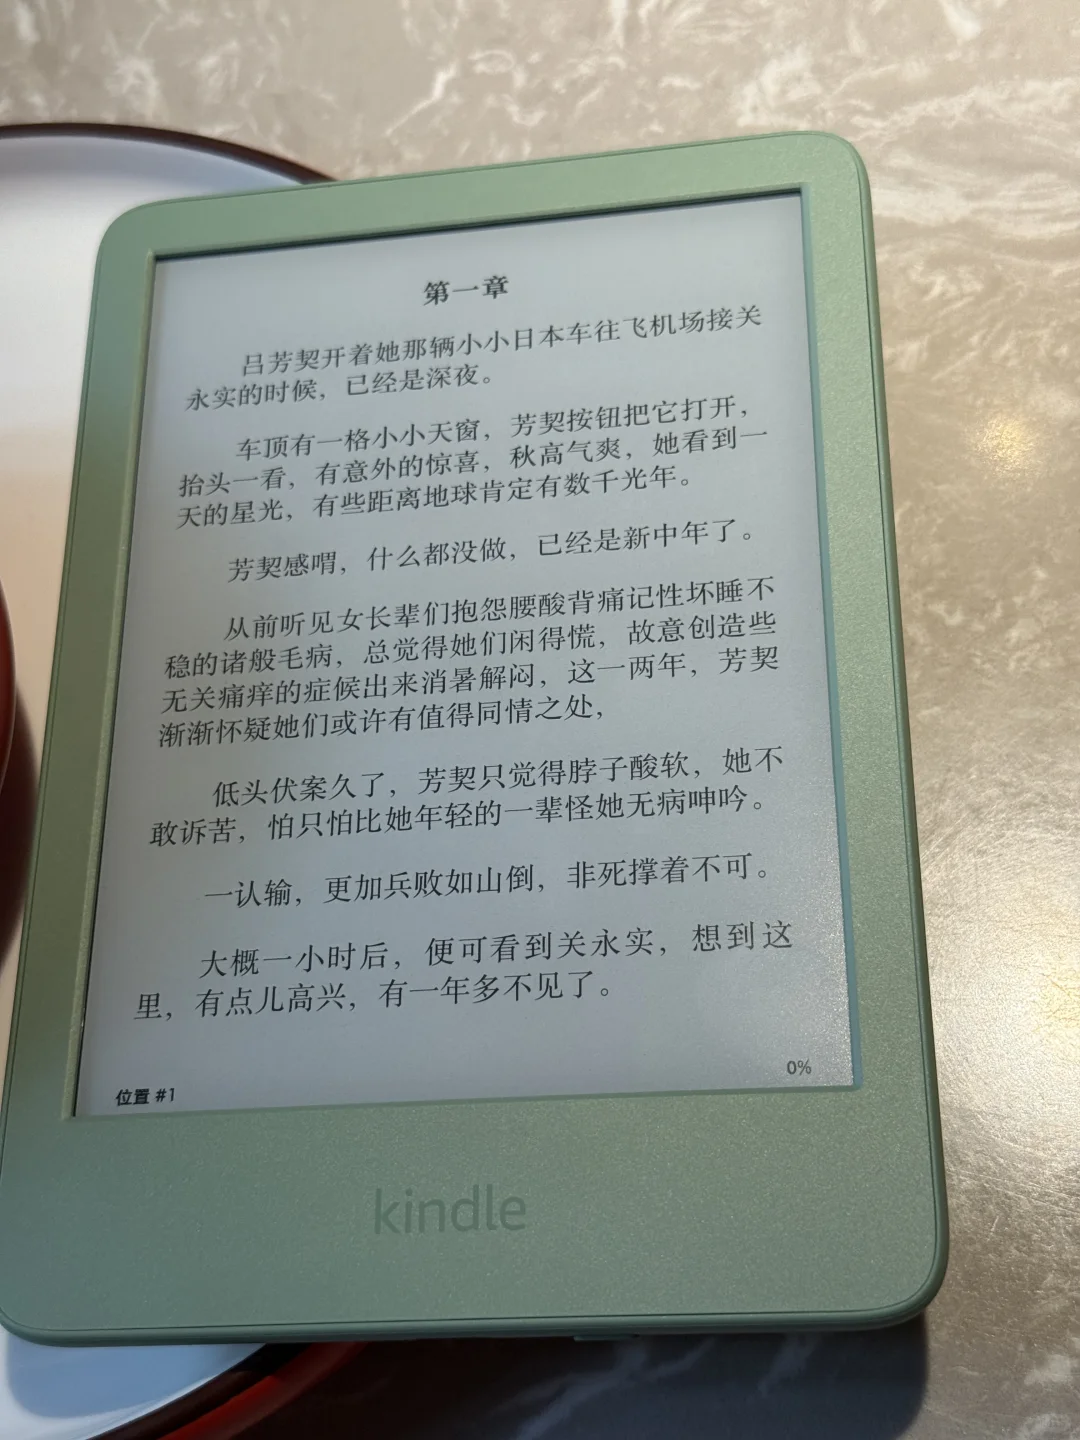 第一章
吕芳契开着她那辆小小日本车往飞机场接关
永实的时候，已经是深夜。
车顶有一格小小天窗，芳契按钮把它打开，
抬头一看，有意外的惊喜，秋高气爽，她看到一
天的星光，有些距离地球肯定有数千光年。
芳契感喟，什么都没做，已经是新中年了。
从前听见女长辈们抱怨腰酸背痛记性坏睡不
稳的诸般毛病，总觉得她们闲得慌，故意创造些
无关痛痒的症候出来消暑解闷，这一两年，芳契
渐渐怀疑她们或许有值得同情之处，
低头伏案久了，芳契只觉得脖子酸软，她不
敢诉苦，怕只怕比她年轻的一辈怪她无病呻吟。
一认输，更加兵败如山倒，非死撑着不可。
大概一小时后，便可看到关永实，想到这
里，有点儿高兴，有一年多不见了。
位置 #1
0%
kindle